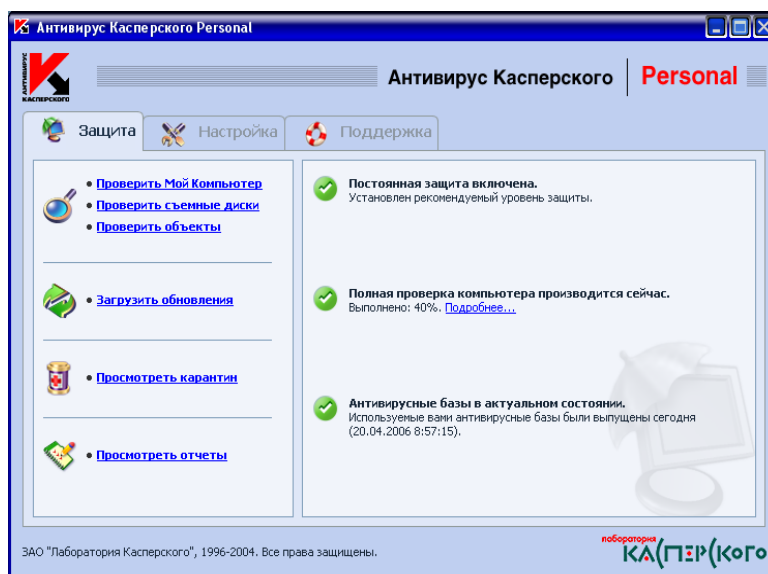 Антивирус Касперского Personal
АНТИВИРУС
КАСПЕРСКОГО
Антивирус Касперского Personal
Защита
Настройка
Поддержка
• Проверить Мой Компьютер
• Проверить съемные диски
• Проверить объекты
• Загрузить обновления
• Просмотреть карантин
• Просмотреть отчеты
Постоянная защита включена.
Установлен рекомендуемый уровень защиты.
Полная проверка компьютера производится сейчас.
Выполнено: 40%. Подробнее...
Антивирусные базы в актуальном состоянии.
Используемые вами антивирусные базы были выпущены сегодня
(20.04.2006 8:57:15).
ЗАО "Лаборатория Касперского", 1996-2004. Все права защищены.
лаборатория
КАСПЕРСКОГО